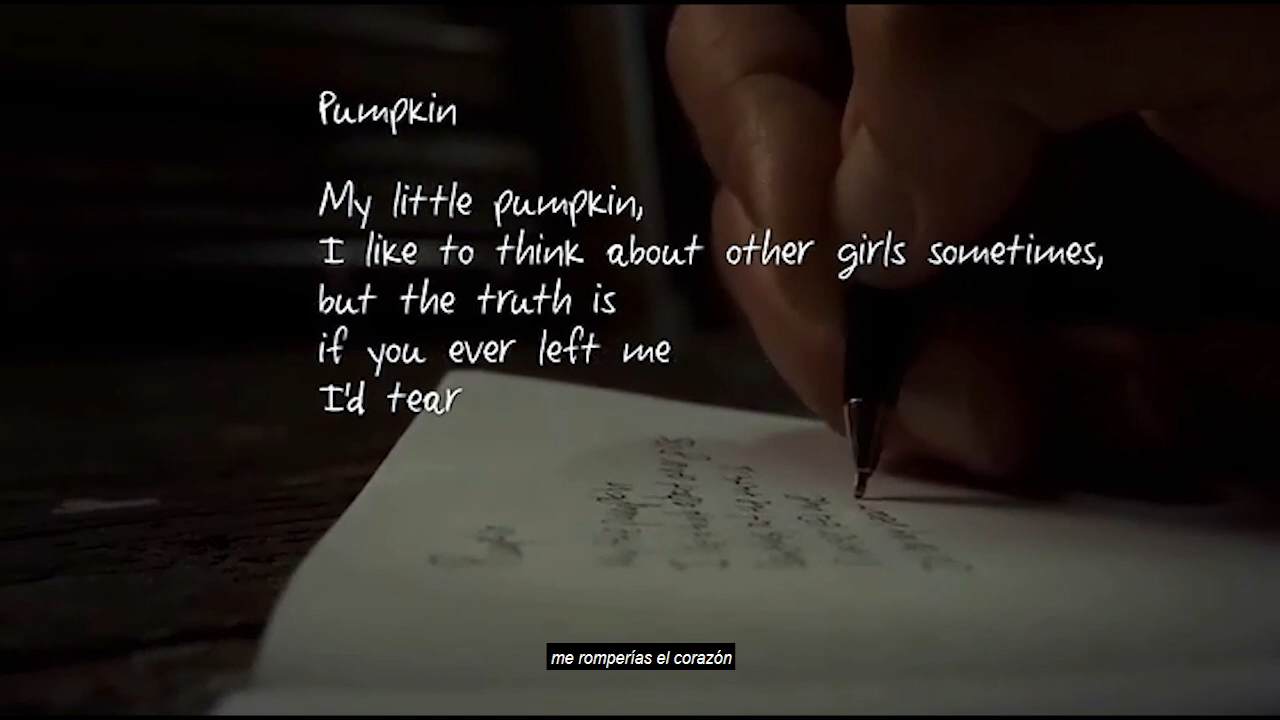 Pumpkin
My little pumpkin,
I like to think about other girls sometimes,
but the truth is
if you ever left me
I'd tear
me romperías el corazón